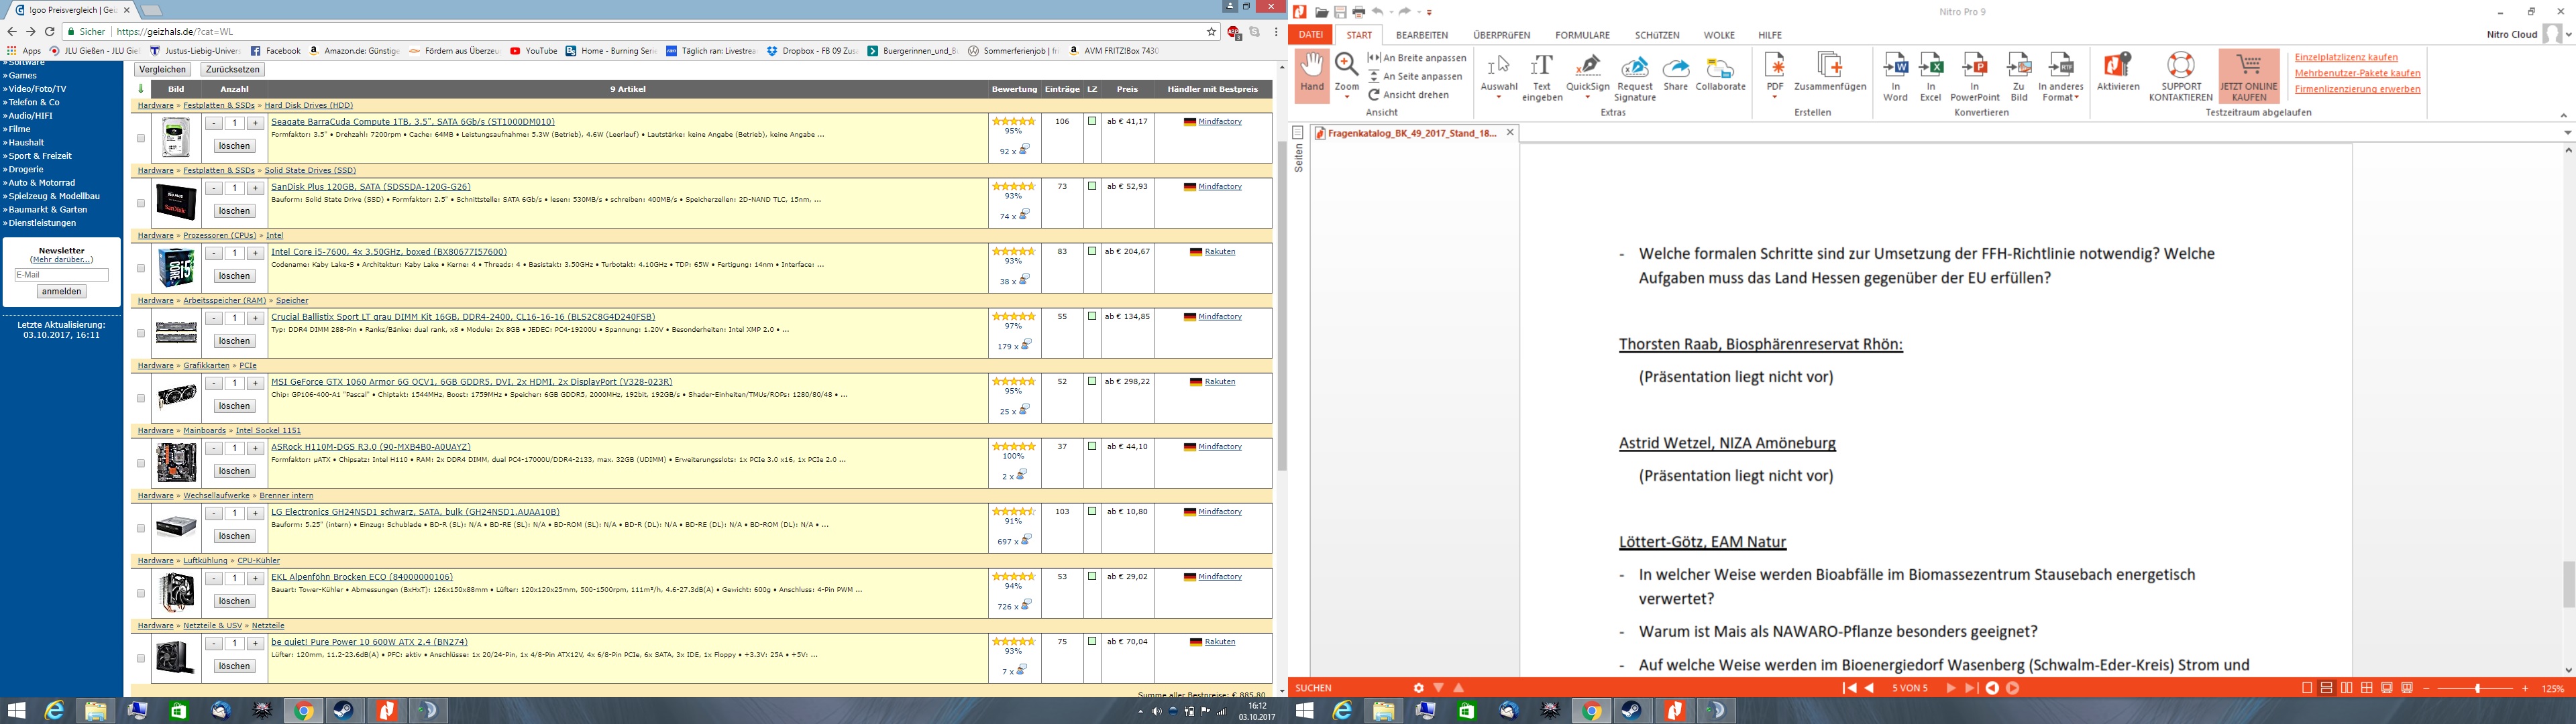 !goo Preisvergleich | Gei
Sicher | https://geizhals.de/?cat=WL
Apps JLU Gießen - JLU Gie Justus-Liebig-Univers Facebook Amazon.de: Günstige Fördern aus Überzeu YouTube Home - Burning Serie Täglich ran: Livestrea Dropbox - FB 09 Zus Buergerinnen_und_B Sommerferienjob | fn AVM FRITZ!Box 7430
» Software
» Games
» Video/Foto/TV
» Telefon & Co
» Audio/HIFI
» Filme
» Haushalt
» Sport & Freizeit
» Drogerie
» Auto & Motorrad
» Spielzeug & Modellbau
» Baumarkt & Garten
» Dienstleistungen
Newsletter
(Mehr darüber...)
E-Mail
anmelden
Letzte Aktualisierung:
03.10.2017, 16:11
Vergleichen Zurücksetzen
Bild Anzahl 9 Artikel Bewertung Einträge LZ Preis Händler mit Bestpreis
Hardware » Festplatten & SSDs » Hard Disk Drives (HDD)
- 1 + Seagate BarraCuda Compute 1TB, 3.5", SATA 6Gb/s (ST1000DM010) 106 ab € 41,17 Mindfactory
Formfaktor: 3.5" • Drehzahl: 7200rpm • Cache: 64MB • Leistungsaufnahme: 5.3W (Betrieb), 4.6W (Leerlauf) • Lautstärke: keine Angabe (Betrieb), keine Angabe ... 95%
löschen 92 x
Hardware » Festplatten & SSDs » Solid State Drives (SSD)
- 1 + SanDisk Plus 120GB, SATA (SDSSDA-120G-G26) 73 ab € 52,93 Mindfactory
Bauform: Solid State Drive (SSD) • Formfaktor: 2.5" • Schnittstelle: SATA 6Gb/s • lesen: 530MB/s • schreiben: 400MB/s • Speicherzellen: 2D-NAND TLC, 15nm, ... 93%
löschen 74 x
Hardware » Prozessoren (CPUs) » Intel
- 1 + Intel Core i5-7600, 4x 3.50GHz, boxed (BX80677I57600) 83 ab € 204,67 Rakuten
Codename: Kaby Lake-S • Architektur: Kaby Lake • Kerne: 4 • Threads: 4 • Basistakt: 3.50GHz • Turbotakt: 4.10GHz • TDP: 65W • Fertigung: 14nm • Interface: ... 93%
löschen 38 x
Hardware » Arbeitsspeicher (RAM) » Speicher
- 1 + Crucial Ballistix Sport LT grau DIMM Kit 16GB, DDR4-2400, CL16-16-16 (BLS2C8G4D240FSB) 55 ab € 134,85 Mindfactory
Typ: DDR4 DIMM 288-Pin • Ranks/Bänke: dual rank, x8 • Module: 2x 8GB • JEDEC: PC4-19200U • Spannung: 1.20V • Besonderheiten: Intel XMP 2.0 • ... 97%
löschen 179 x
Hardware » Grafikkarten » PCIe
- 1 + MSI GeForce GTX 1060 Armor 6G OCV1, 6GB GDDR5, DVI, 2x HDMI, 2x DisplayPort (V328-023R) 52 ab € 298,22 Rakuten
Chip: GP106-400-A1 "Pascal" • Chiptakt: 1544MHz, Boost: 1759MHz • Speicher: 6GB GDDR5, 2000MHz, 192bit, 192GB/s • Shader-Einheiten/TMUs/ROPs: 1280/80/48 • ... 95%
löschen 25 x
Hardware » Mainboards » Intel Sockel 1151
- 1 + ASRock H110M-DGS R3.0 (90-MXB4B0-A0UAYZ) 37 ab € 44,10 Mindfactory
Formfaktor: µATX • Chipsatz: Intel H110 • RAM: 2x DDR4 DIMM, dual PC4-17000U/DDR4-2133, max. 32GB (UDIMM) • Erweiterungsslots: 1x PCIe 3.0 x16, 1x PCIe 2.0 ... 100%
löschen 2 x
Hardware » Wechsellaufwerke » Brenner intern
- 1 + LG Electronics GH24NSD1 schwarz, SATA, bulk (GH24NSD1.AUAA10B) 103 ab € 10,80 Mindfactory
Bauform: 5.25" (intern) • Einzug: Schublade • BD-R (SL): N/A • BD-RE (SL): N/A • BD-ROM (SL): N/A • BD-R (DL): N/A • BD-RE (DL): N/A • BD-ROM (DL): N/A • ... 91%
löschen 697 x
Hardware » Luftkühlung » CPU-Kühler
- 1 + EKL Alpenföhn Brocken ECO (84000000106) 53 ab € 29,02 Mindfactory
Bauart: Tower-Kühler • Abmessungen (BxHxT): 126x150x88mm • Lüfter: 120x120x25mm, 500-1500rpm, 111m³/h, 4.6-27.3dB(A) • Gewicht: 600g • Anschluss: 4-Pin PWM ... 94%
löschen 726 x
Hardware » Netzteile & USV » Netzteile
- 1 + be quiet! Pure Power 10 600W ATX 2.4 (BN274) 75 ab € 70,04 Rakuten
Lüfter: 120mm, 11.2-23.6dB(A) • PFC: aktiv • Anschlüsse: 1x 20/24-Pin, 1x 4/8-Pin ATX12V, 4x 6/8-Pin PCIe, 6x SATA, 3x IDE, 1x Floppy • +3.3V: 25A • +5V: ... 93%
löschen 7 x
Summe aller Bestpreise: € 885,80
16:12
03.10.2017
Nitro Pro 9
DATEI START BEARBEITEN ÜBERPRÜFEN FORMULARE SCHÜTZEN WOLKE HILFE Nitro Cloud
Hand Zoom An Breite anpassen
An Seite anpassen
Ansicht drehen
Ansicht
Auswahl Text eingeben QuickSign Request Signature Share Collaborate
Extras
PDF Zusammenfügen
Erstellen
In Word In Excel In PowerPoint Zu Bild In anderes Format
Konvertieren
Aktivieren SUPPORT KONTAKTIEREN JETZT ONLINE KAUFEN
Einzelplatzlizenz kaufen
Mehrbenutzer-Pakete kaufen
Firmenlizenzierung erwerben
Testzeitraum abgelaufen
Fragenkatalog_BK_49_2017_Stand_18...
Seiten
- Welche formalen Schritte sind zur Umsetzung der FFH-Richtlinie notwendig? Welche
Aufgaben muss das Land Hessen gegenüber der EU erfüllen?
Thorsten Raab, Biosphärenreservat Rhön:
(Präsentation liegt nicht vor)
Astrid Wetzel, NIZA Amöneburg
(Präsentation liegt nicht vor)
Löttert-Götz, EAM Natur
- In welcher Weise werden Bioabfälle im Biomassezentrum Stausebach energetisch
verwertet?
- Warum ist Mais als NAWARO-Pflanze besonders geeignet?
- Auf welche Weise werden im Bioenergiedorf Wasenberg (Schwalm-Eder-Kreis) Strom und
SUCHEN 5 VON 5 125%